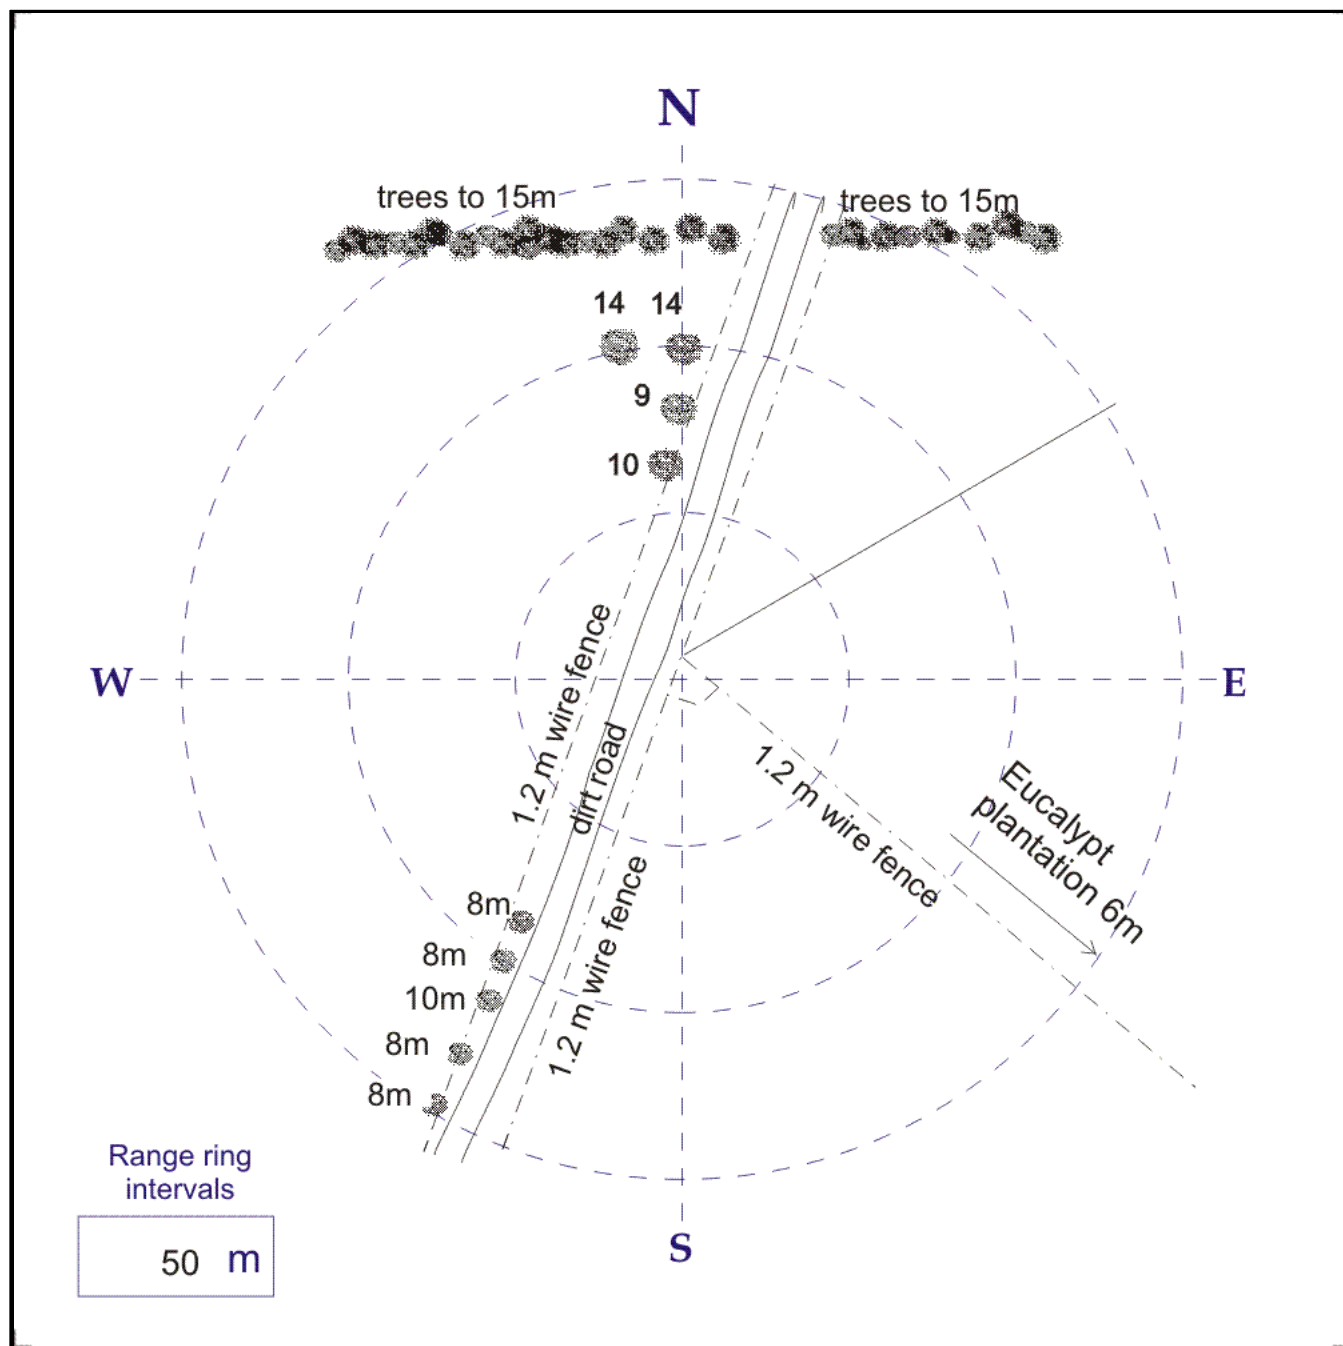 N
trees to 15m
trees to 15m
14
14
9
10
W
E
1.2 m wire fence
dirt road
1.2 m wire fence
Eucalypt
plantation 6m
1.2 m wire fence
8m
8m
10m
8m
8m
Range ring
intervals
50 m
S